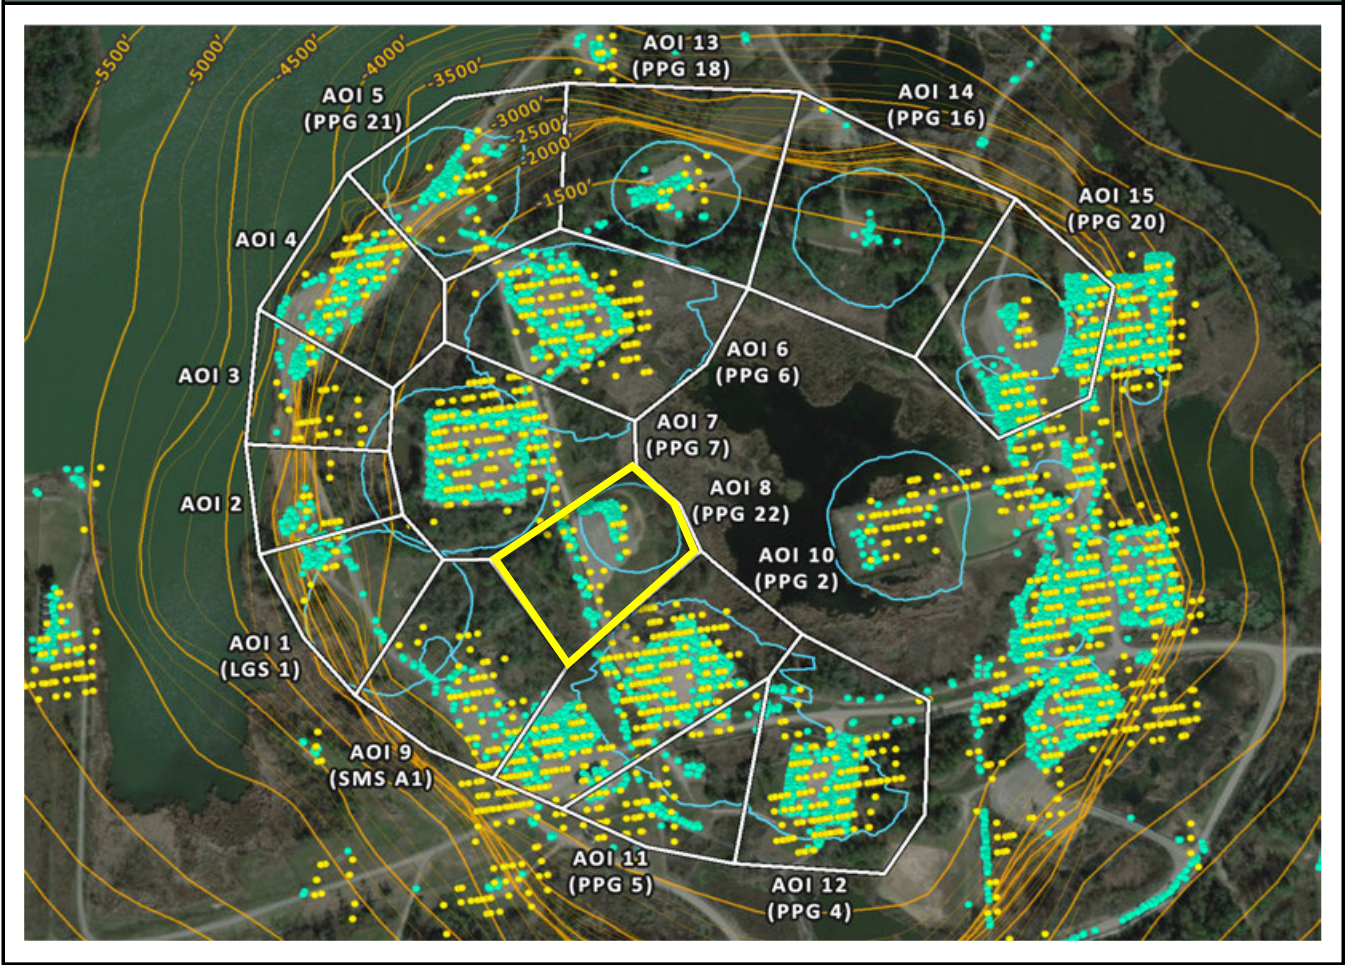 -5500'
-5000'
-4500'
-4000'
-3500'
-3000'
-2500'
-2000'
-1500'
AOI 13
(PPG 18)
AOI 5
(PPG 21)
AOI 14
(PPG 16)
AOI 15
(PPG 20)
AOI 4
AOI 6
(PPG 6)
AOI 3
AOI 7
(PPG 7)
AOI 2
AOI 8
(PPG 22)
AOI 10
(PPG 2)
AOI 1
(LGS 1)
AOI 9
(SMS A1)
AOI 11
(PPG 5)
AOI 12
(PPG 4)